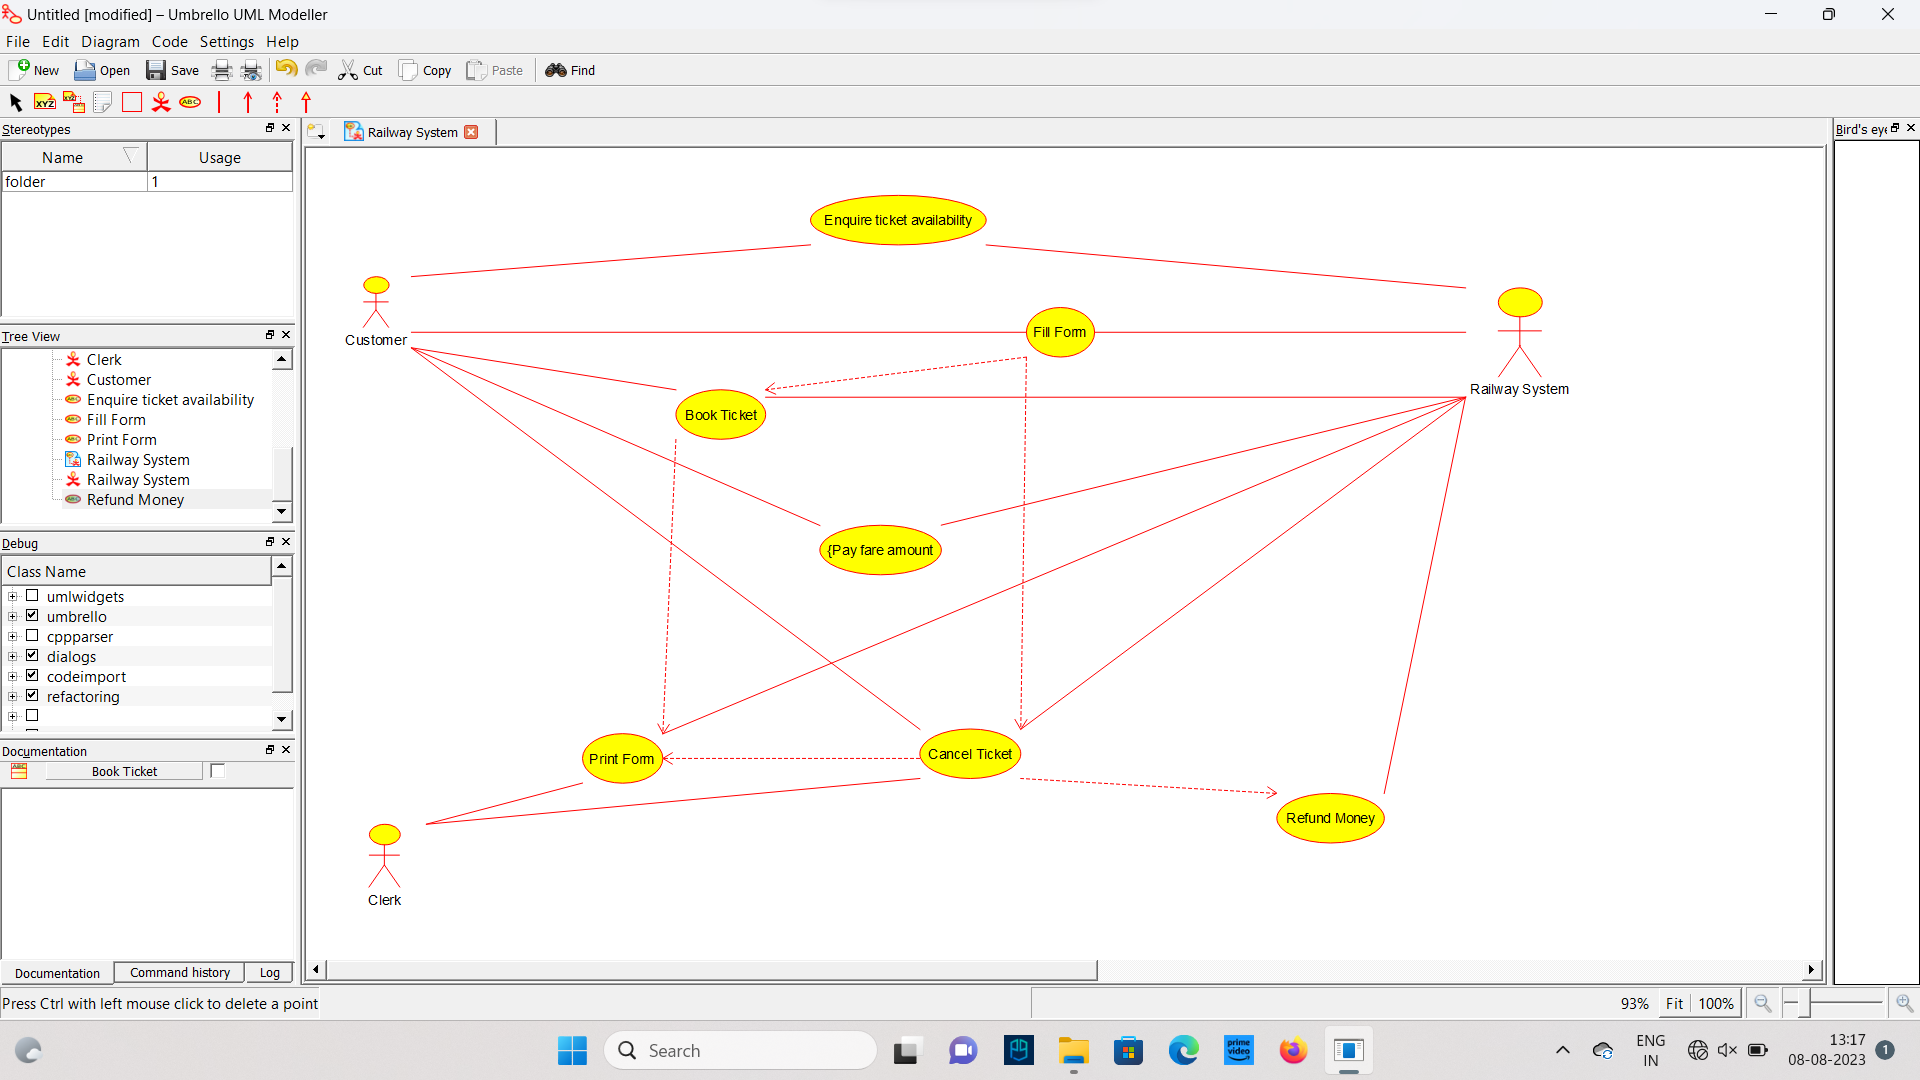 Untitled [modified] – Umbrello UML Modeller
File Edit Diagram Code Settings Help
New Open Save Cut Copy Paste Find
XYZ XYZ ABC
Stereotypes
Name Usage
folder 1
Tree View
Clerk
Customer
Enquire ticket availability
Fill Form
Print Form
Railway System
Railway System
Refund Money
Debug
Class Name
umlwidgets
umbrello
cppparser
dialogs
codeimport
refactoring
Documentation
Book Ticket
Documentation Command history Log
Press Ctrl with left mouse click to delete a point
Railway System
Enquire ticket availability
Customer
Fill Form
Railway System
Book Ticket
{Pay fare amount
Print Form
Cancel Ticket
Refund Money
Clerk
Bird's eye
93% Fit 100%
Search
prime video
ENG
IN
13:17
08-08-2023
1